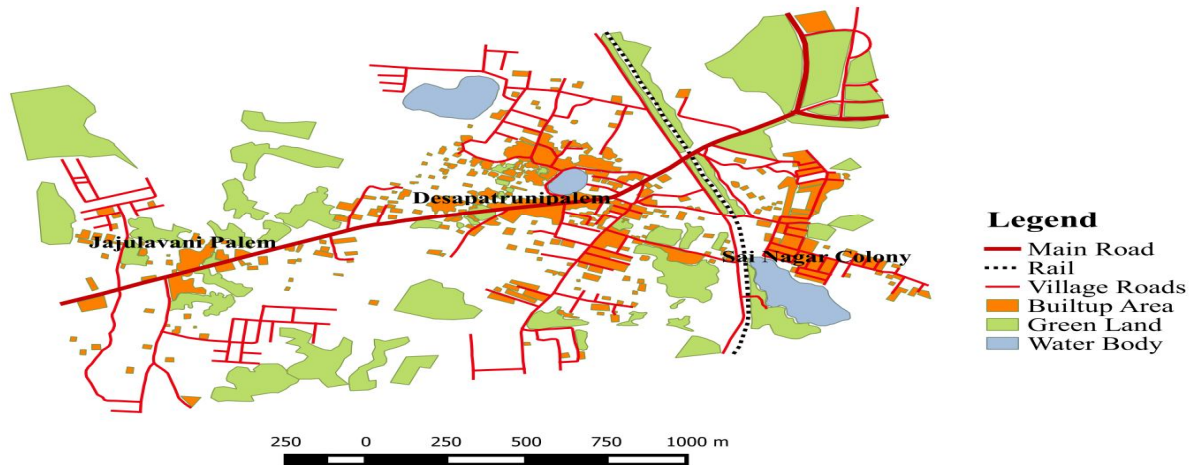 Desapatrunipalem
Jajulavani Palem
Sai Nagar Colony
Legend
Main Road
Rail
Village Roads
Builtup Area
Green Land
Water Body
250 0 250 500 750 1000 m